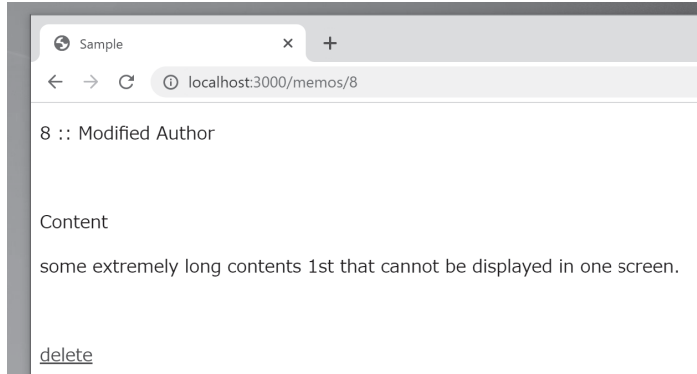 Sample
localhost:3000/memos/8
8 :: Modified Author
Content
some extremely long contents 1st that cannot be displayed in one screen.
delete